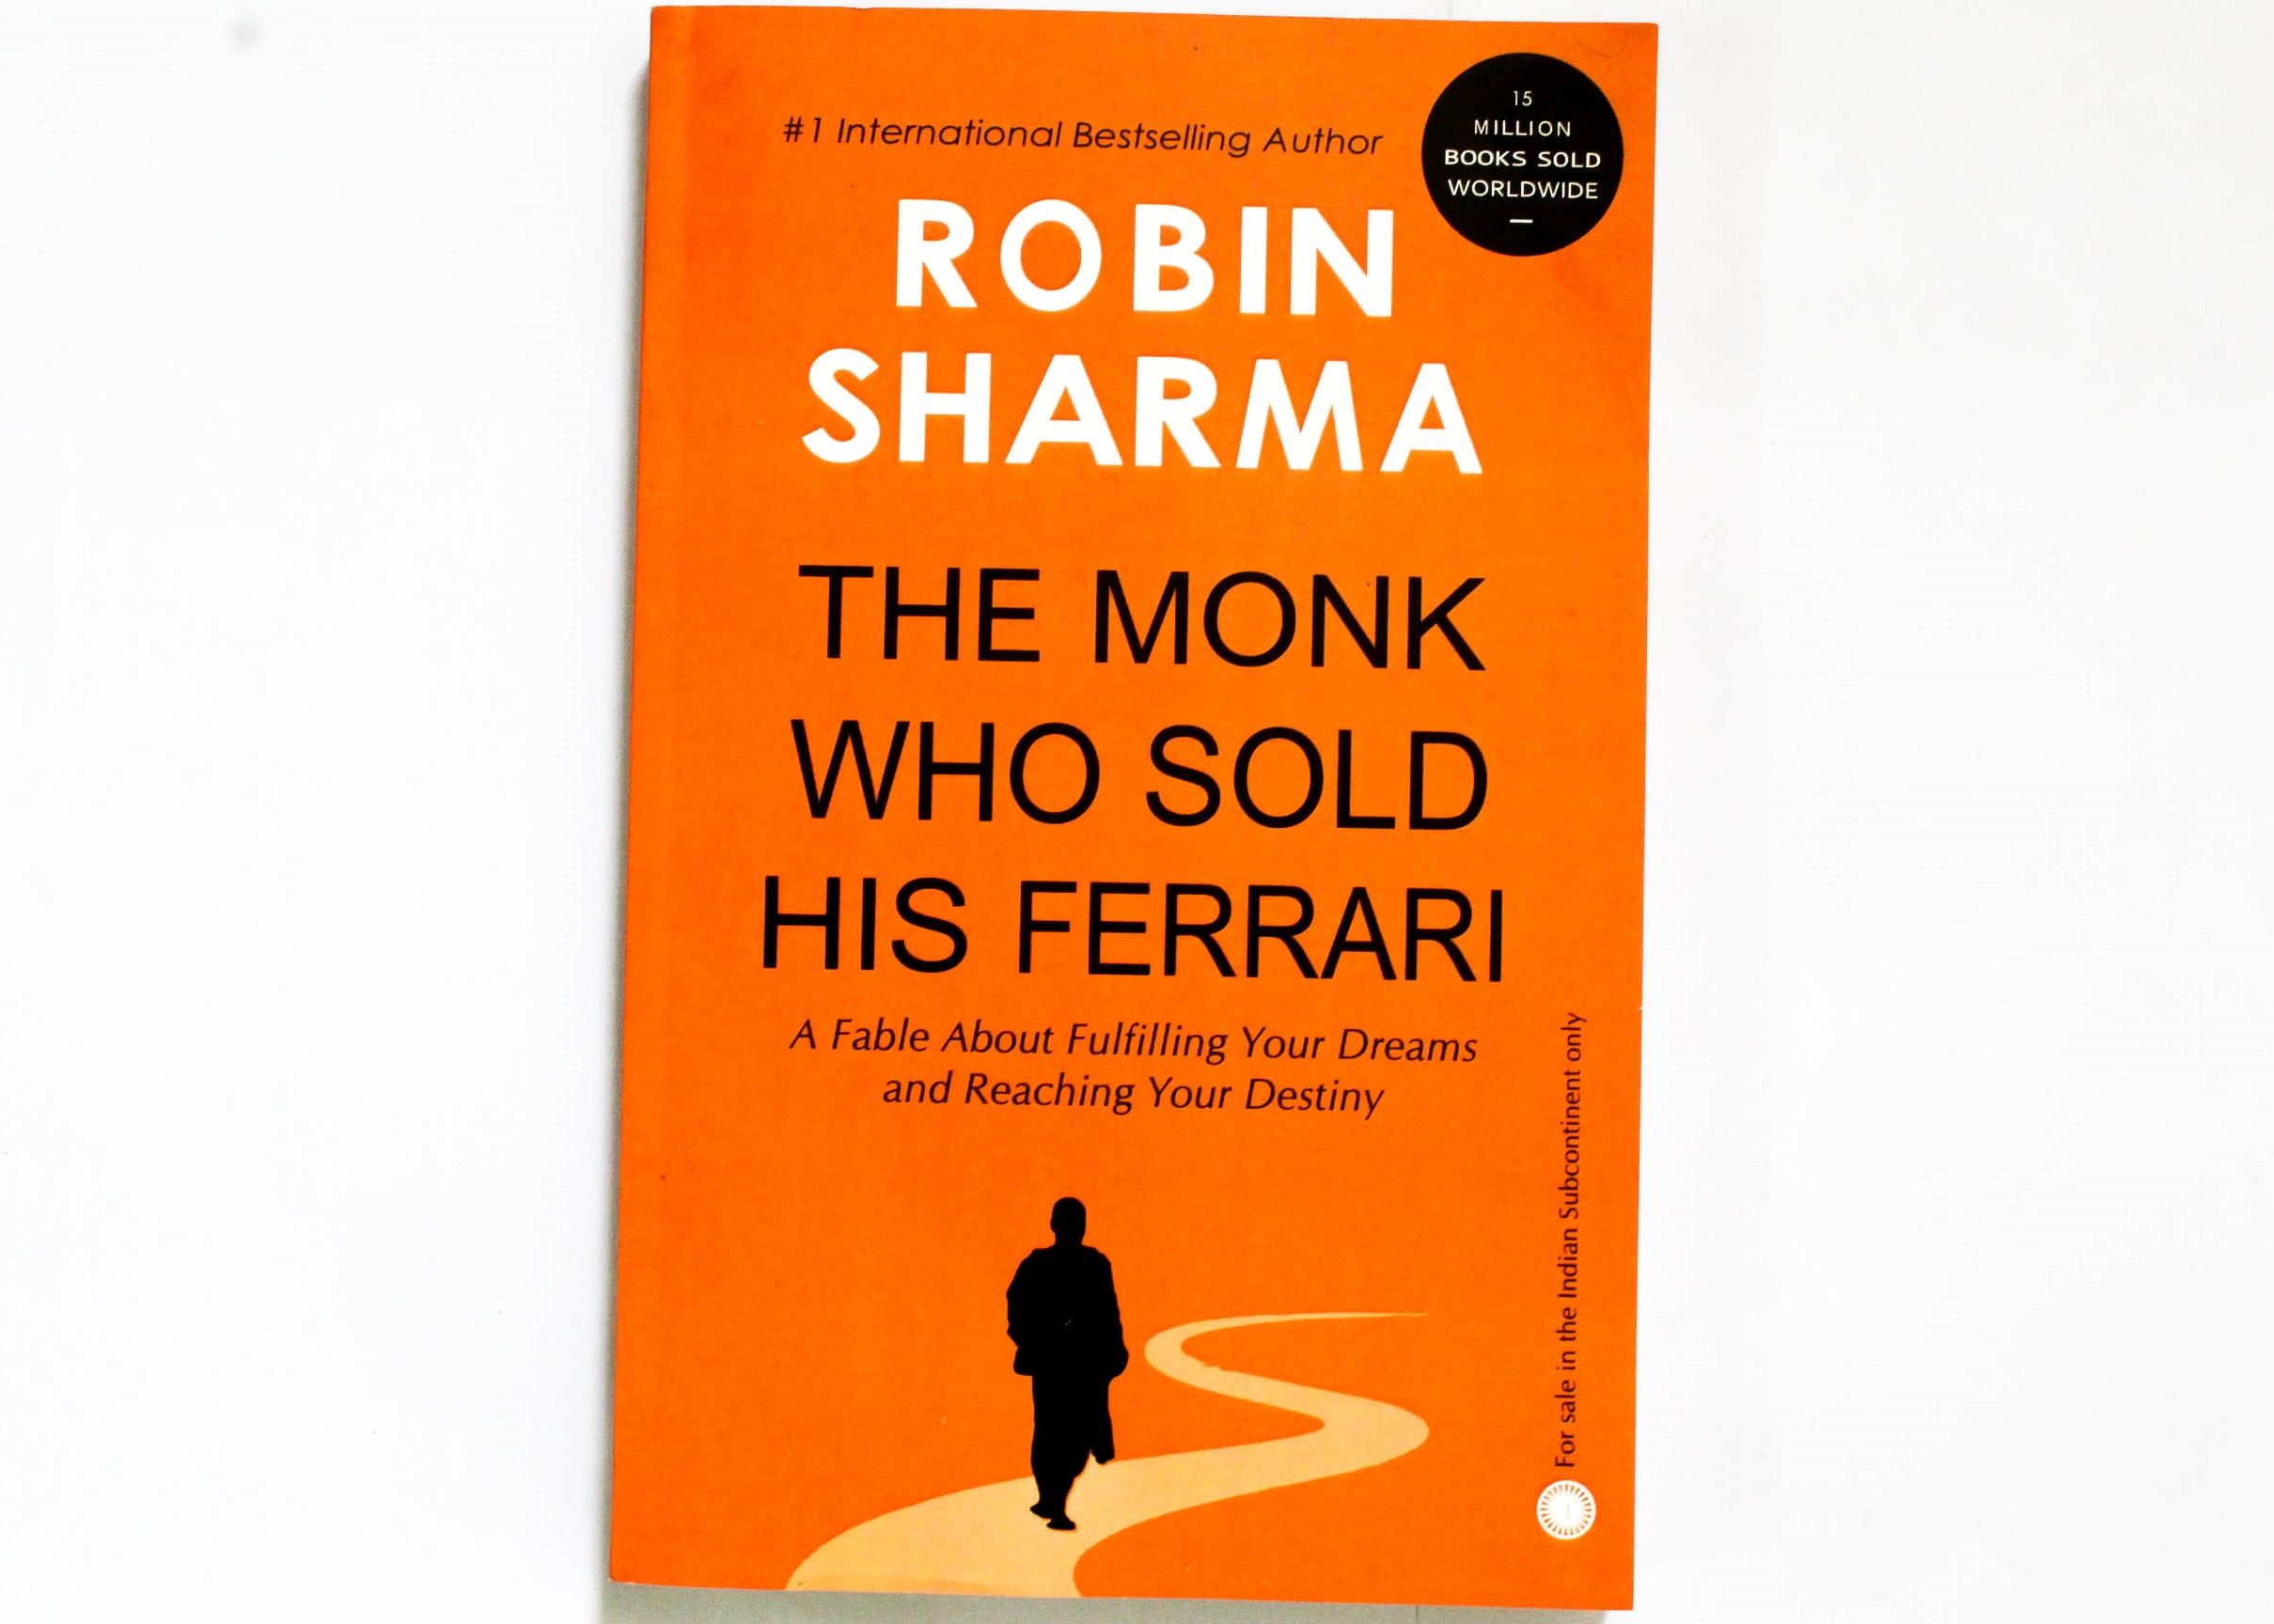 #1 International Bestselling Author
15
MILLION
BOOKS SOLD
WORLDWIDE
ROBIN
SHARMA
THE MONK
WHO SOLD
HIS FERRARI
A Fable About Fulfilling Your Dreams
and Reaching Your Destiny
For sale in the Indian Subcontinent only